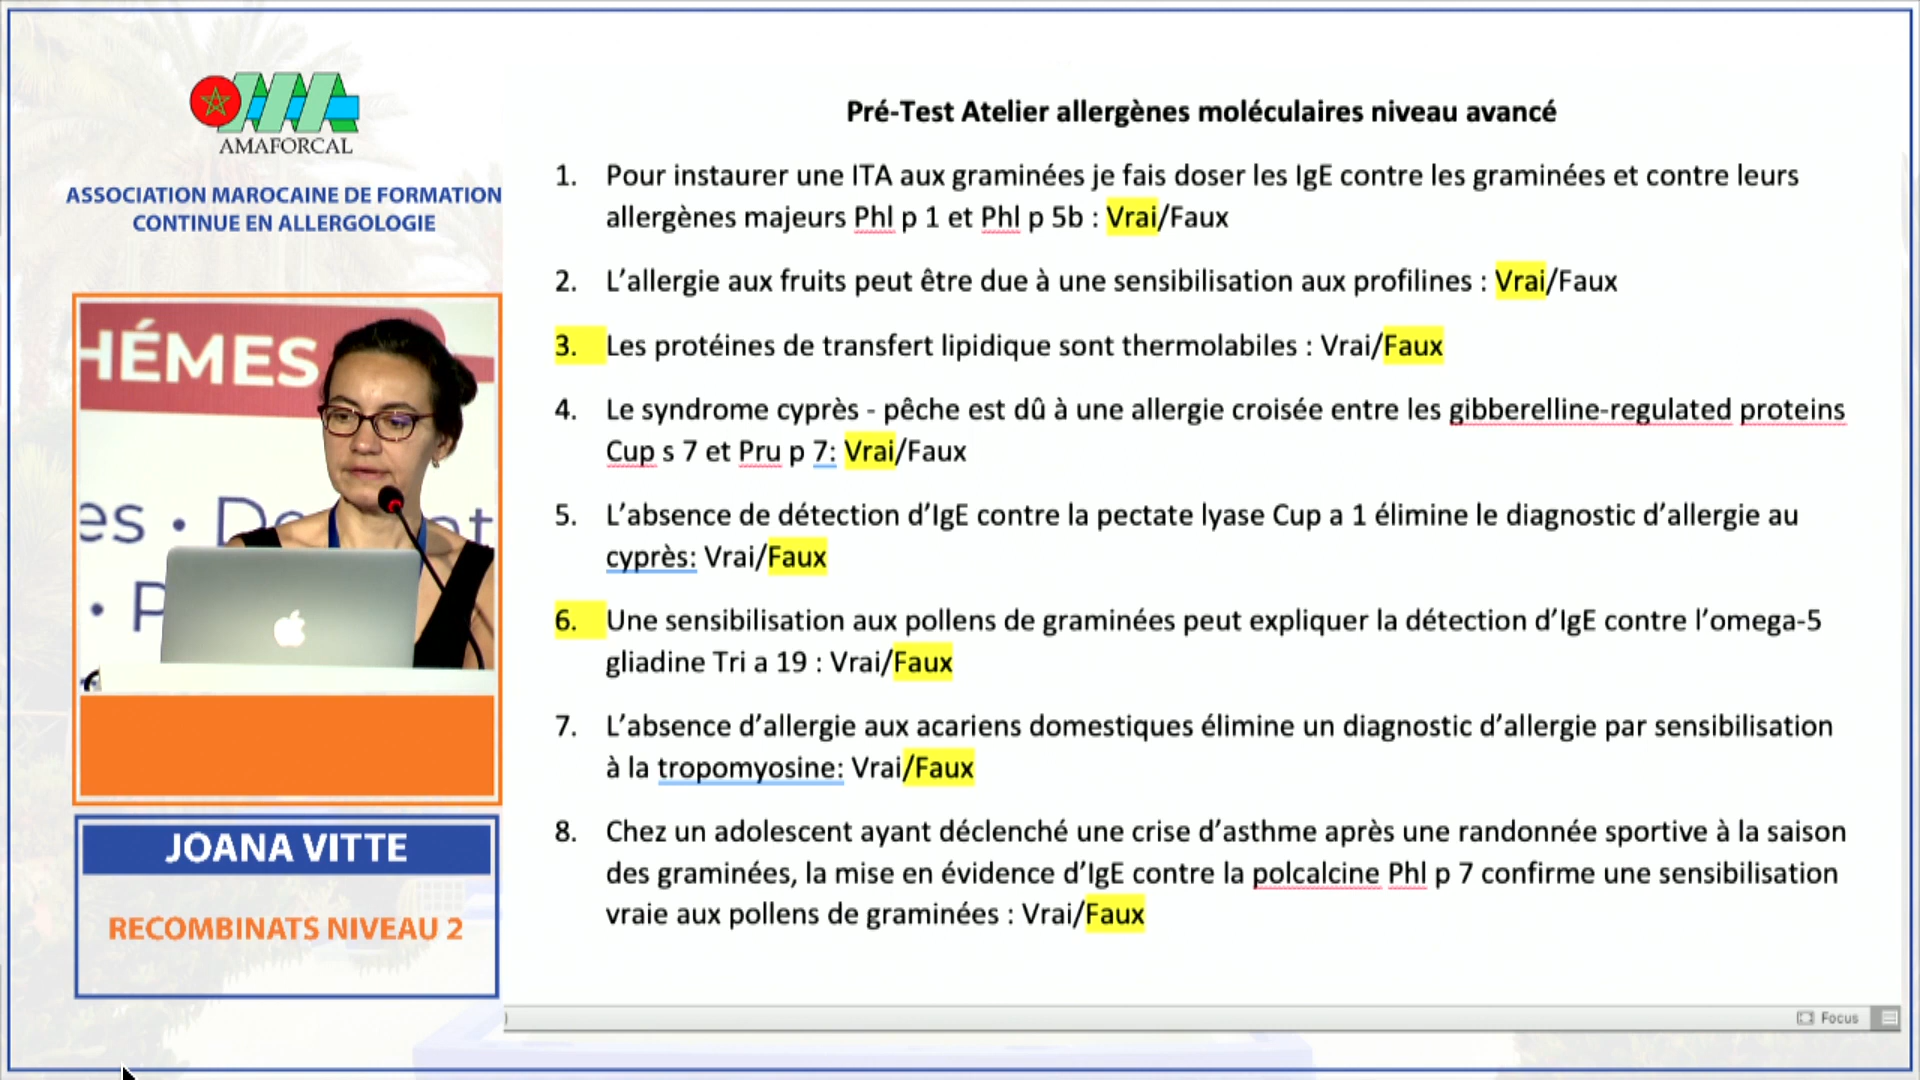 AMAFORCAL
ASSOCIATION MAROCAINE DE FORMATION
CONTINUE EN ALLERGOLOGIE
HÉMES
JOANA VITTE
RECOMBINATS NIVEAU 2
Pré-Test Atelier allergènes moléculaires niveau avancé
1. Pour instaurer une ITA aux graminées je fais doser les IgE contre les graminées et contre leurs
allergènes majeurs Phl p 1 et Phl p 5b : Vrai/Faux
2. L’allergie aux fruits peut être due à une sensibilisation aux profilines : Vrai/Faux
3. Les protéines de transfert lipidique sont thermolabiles : Vrai/Faux
4. Le syndrome cyprès - pêche est dû à une allergie croisée entre les gibberelline-regulated proteins
Cup s 7 et Pru p 7: Vrai/Faux
5. L’absence de détection d’IgE contre la pectate lyase Cup a 1 élimine le diagnostic d’allergie au
cyprès: Vrai/Faux
6. Une sensibilisation aux pollens de graminées peut expliquer la détection d’IgE contre l’omega-5
gliadine Tri a 19 : Vrai/Faux
7. L’absence d’allergie aux acariens domestiques élimine un diagnostic d’allergie par sensibilisation
à la tropomyosine: Vrai/Faux
8. Chez un adolescent ayant déclenché une crise d’asthme après une randonnée sportive à la saison
des graminées, la mise en évidence d’IgE contre la polcalcine Phl p 7 confirme une sensibilisation
vraie aux pollens de graminées : Vrai/Faux
Focus